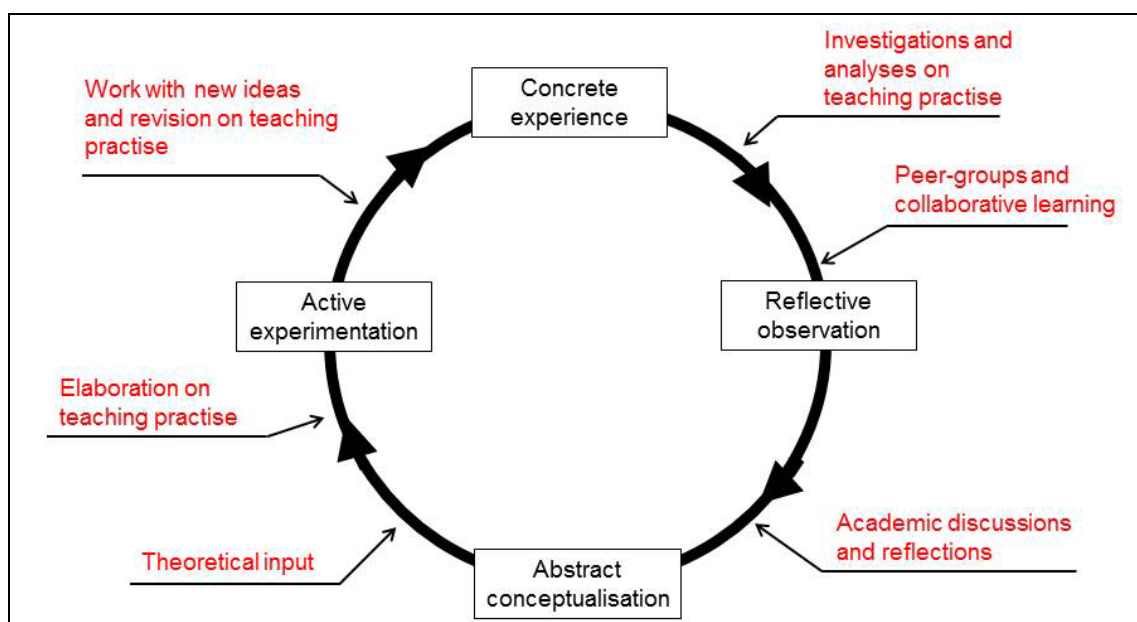 Concrete
experience
Investigations and
analyses on
teaching practise
Peer-groups and
collaborative learning
Reflective
observation
Academic discussions
and reflections
Abstract
conceptualisation
Theoretical input
Elaboration on
teaching practise
Active
experimentation
Work with new ideas
and revision on teaching
practise